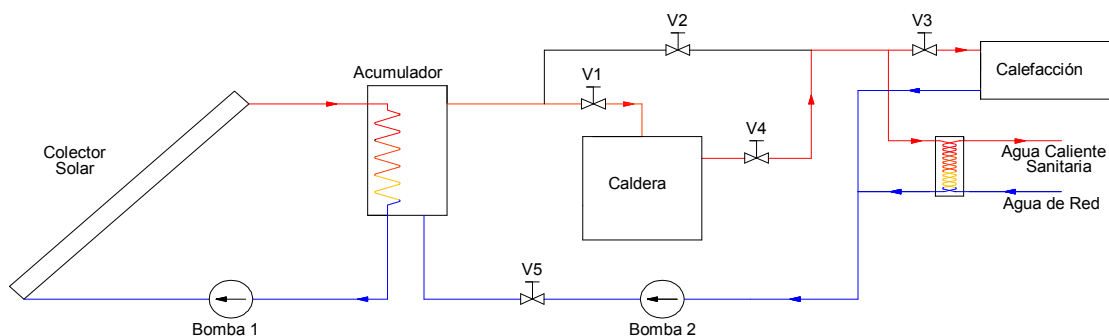 V2
V3
Acumulador
Calefacción
V1
V4
Colector
Solar
Caldera
Agua Caliente
Sanitaria
Agua de Red
V5
Bomba 1
Bomba 2